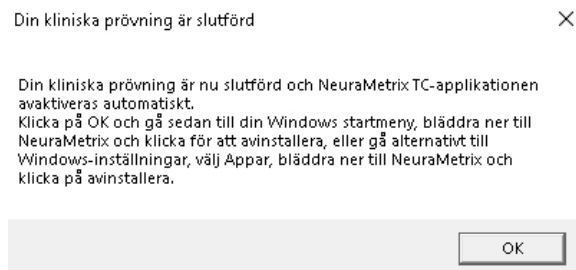 Din kliniska prövning är slutförd
Din kliniska prövning är nu slutförd och NeuraMetrix TC-applikationen
avaktiveras automatiskt.
Klicka på OK och gå sedan till din Windows startmeny, bläddra ner till
NeuraMetrix och klicka för att avinstallera, eller gå alternativt till
Windows-inställningar, välj Appar, bläddra ner till NeuraMetrix och
klicka på avinstallera.
OK